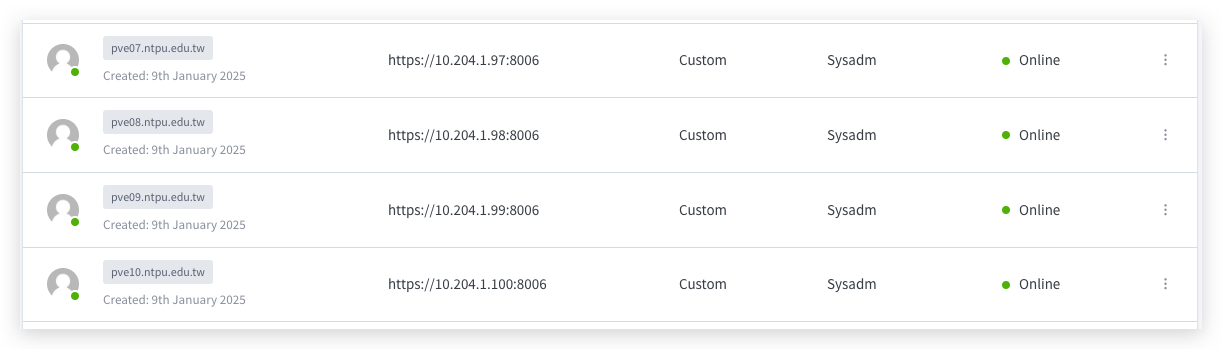 pve07.ntpu.edu.tw
Created: 9th January 2025
https://10.204.1.97:8006
Custom
Sysadm
Online
pve08.ntpu.edu.tw
Created: 9th January 2025
https://10.204.1.98:8006
Custom
Sysadm
Online
pve09.ntpu.edu.tw
Created: 9th January 2025
https://10.204.1.99:8006
Custom
Sysadm
Online
pve10.ntpu.edu.tw
Created: 9th January 2025
https://10.204.1.100:8006
Custom
Sysadm
Online